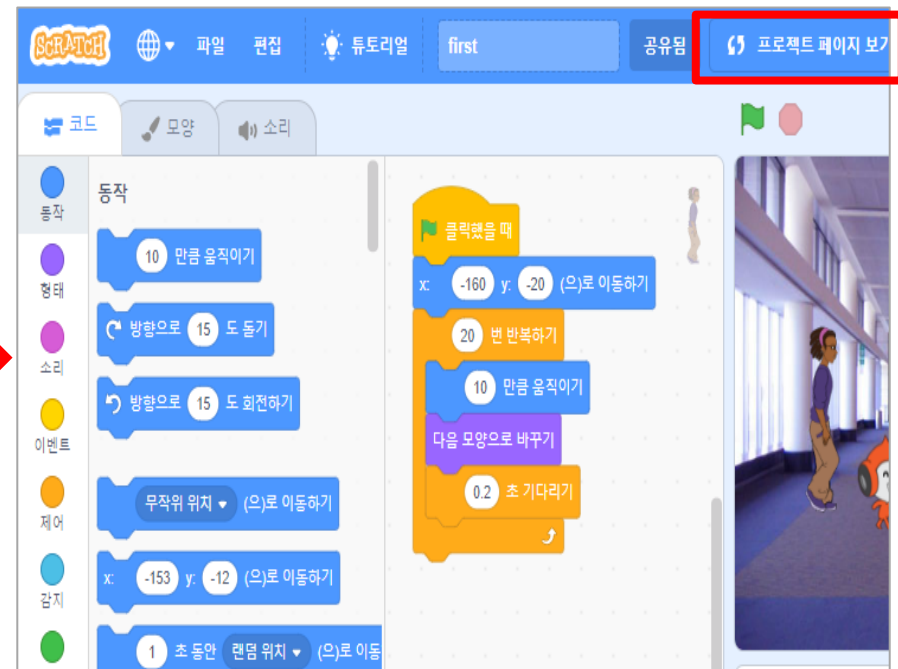 SCRATCH 파일 편집 튜토리얼 first 공유됨 프로젝트 페이지 보기
코드 모양 소리
동작
형태
소리
이벤트
제어
감지
동작
10 만큼 움직이기
방향으로 15 도 돌기
방향으로 15 도 회전하기
무작위 위치 (으)로 이동하기
x: -153 y: -12 (으)로 이동하기
1 초 동안 랜덤 위치 (으)로 이동
클릭했을 때
x: -160 y: -20 (으)로 이동하기
20 번 반복하기
10 만큼 움직이기
다음 모양으로 바꾸기
0.2 초 기다리기